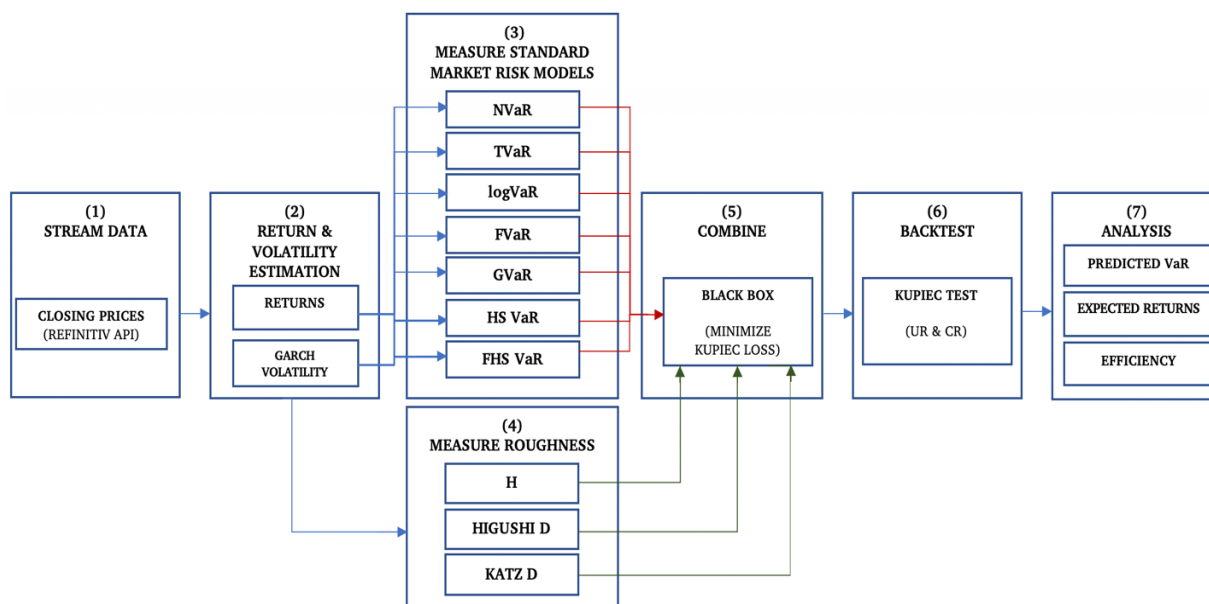 (1)
STREAM DATA
CLOSING PRICES
(REFINITIV API)
(2)
RETURN &
VOLATILITY
ESTIMATION
RETURNS
GARCH
VOLATILITY
(3)
MEASURE STANDARD
MARKET RISK MODELS
NVaR
TVaR
logVaR
FVaR
GVaR
HS VaR
FHS VaR
(4)
MEASURE ROUGHNESS
H
HIGUSHI D
KATZ D
(5)
COMBINE
BLACK BOX
(MINIMIZE
KUPIEC LOSS)
(6)
BACKTEST
KUPIEC TEST
(UR & CR)
(7)
ANALYSIS
PREDICTED VaR
EXPECTED RETURNS
EFFICIENCY